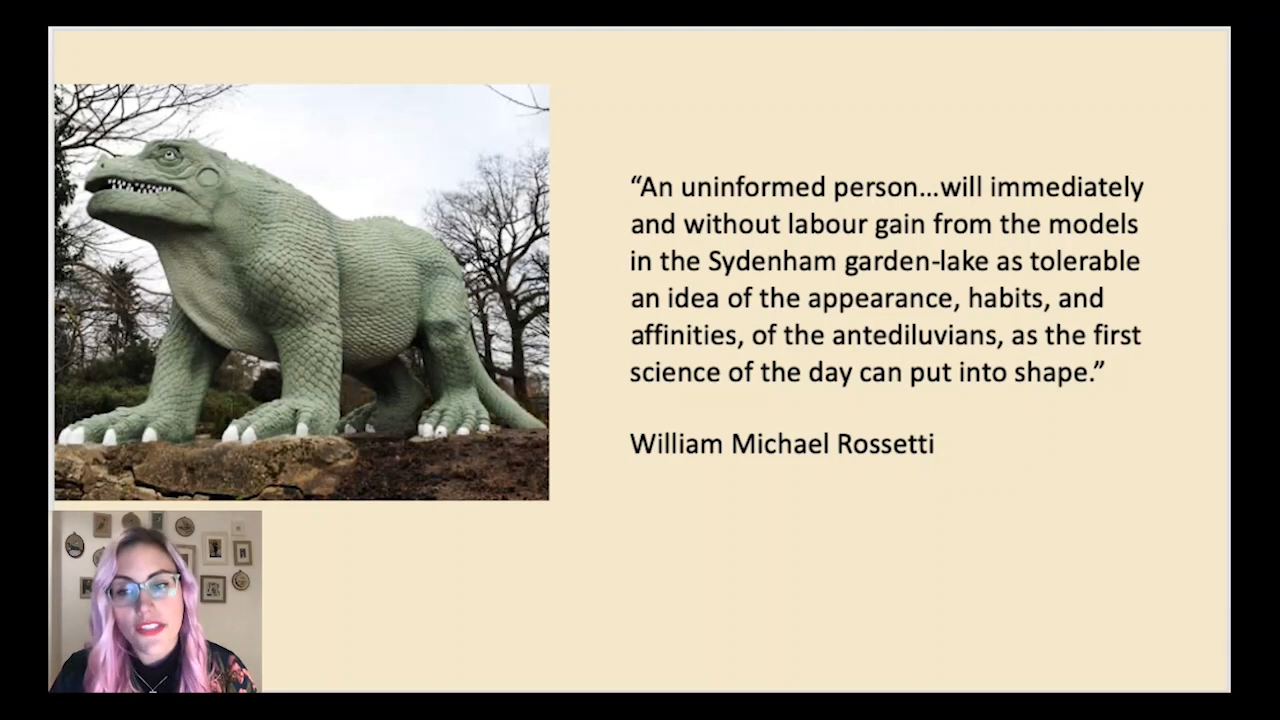 “An uninformed person...will immediately
and without labour gain from the models
in the Sydenham garden-lake as tolerable
an idea of the appearance, habits, and
affinities, of the antediluvians, as the first
science of the day can put into shape.”
William Michael Rossetti